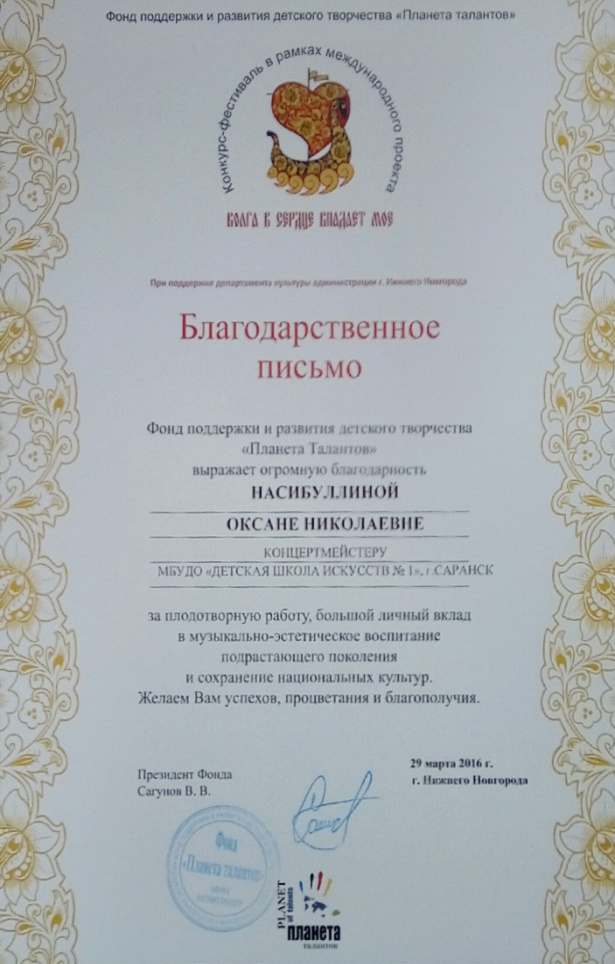 Фонд поддержки и развития детского творчества «Планета талантов»
Конкурс-фестиваль в рамках международного проекта
ВОЛГА В СЕРДЦЕ ВПАДАЕТ МОЕ
При поддержке департамента культуры администрации г. Нижнего Новгорода
Благодарственное
письмо
Фонд поддержки и развития детского творчества
«Планета Талантов»
выражает огромную благодарность
НАСИБУЛЛИНОЙ
ОКСАНЕ НИКОЛАЕВНЕ
КОНЦЕРТМЕЙСТЕРУ
МБУДО «ДЕТСКАЯ ШКОЛА ИСКУССТВ № 1», г.САРАНСК
за плодотворную работу, большой личный вклад
в музыкально-эстетическое воспитание
подрастающего поколения
и сохранение национальных культур.
Желаем Вам успехов, процветания и благополучия.
29 марта 2016 г.
г. Нижнего Новгорода
Президент Фонда
Сагунов В. В.
Фонд
«Планета талантов»
PLANET
of talents
планета
талантов